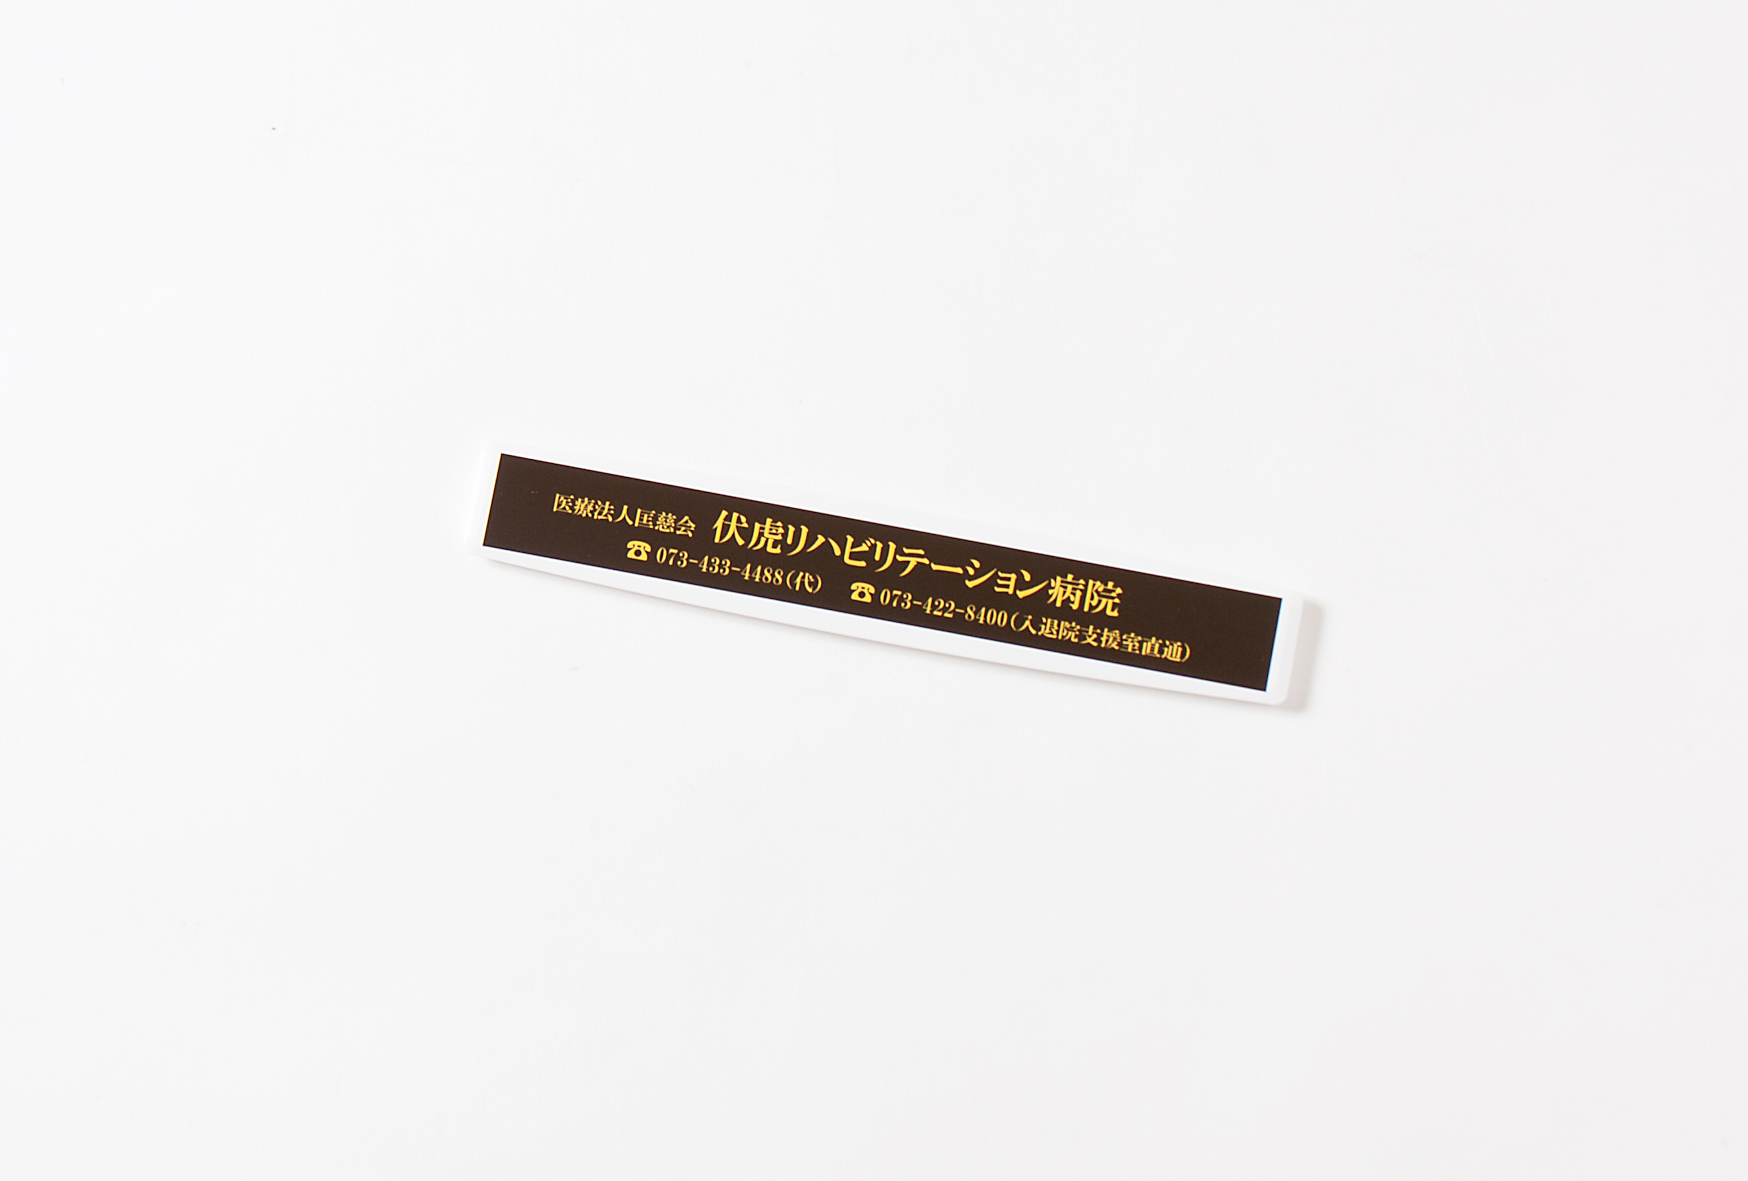 医療法人匡慈会 伏虎リハビリテーション病院
☎073-433-4488(代) ☎073-422-8400(入退院支援室直通)